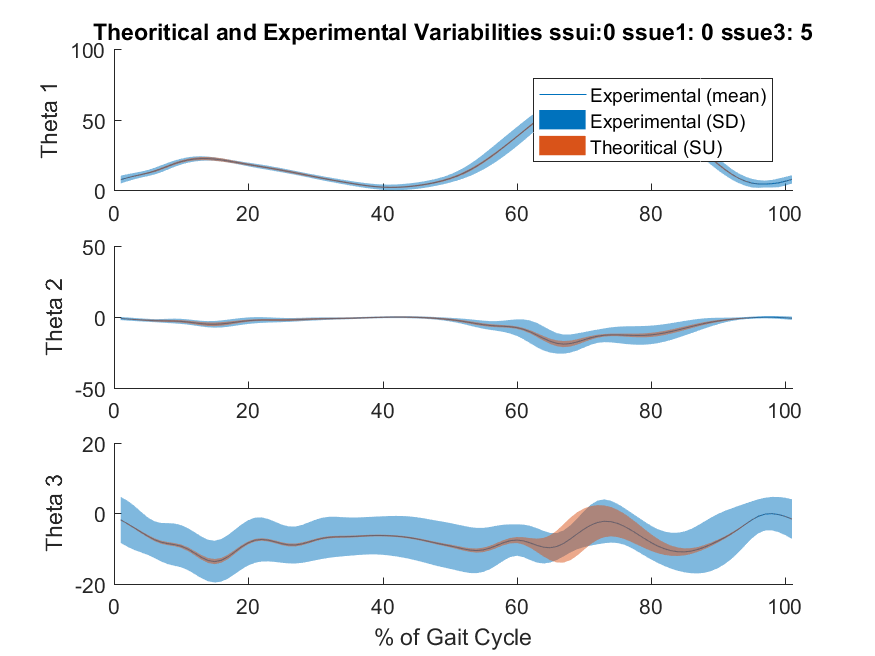 Theoritical and Experimental Variabilities ssui:0 ssue1: 0 ssue3: 5
100
50
0
Theta 1
Experimental (mean)
Experimental (SD)
Theoritical (SU)
0 20 40 60 80 100
50
0
-50
Theta 2
0 20 40 60 80 100
20
0
-20
Theta 3
0 20 40 60 80 100
% of Gait Cycle